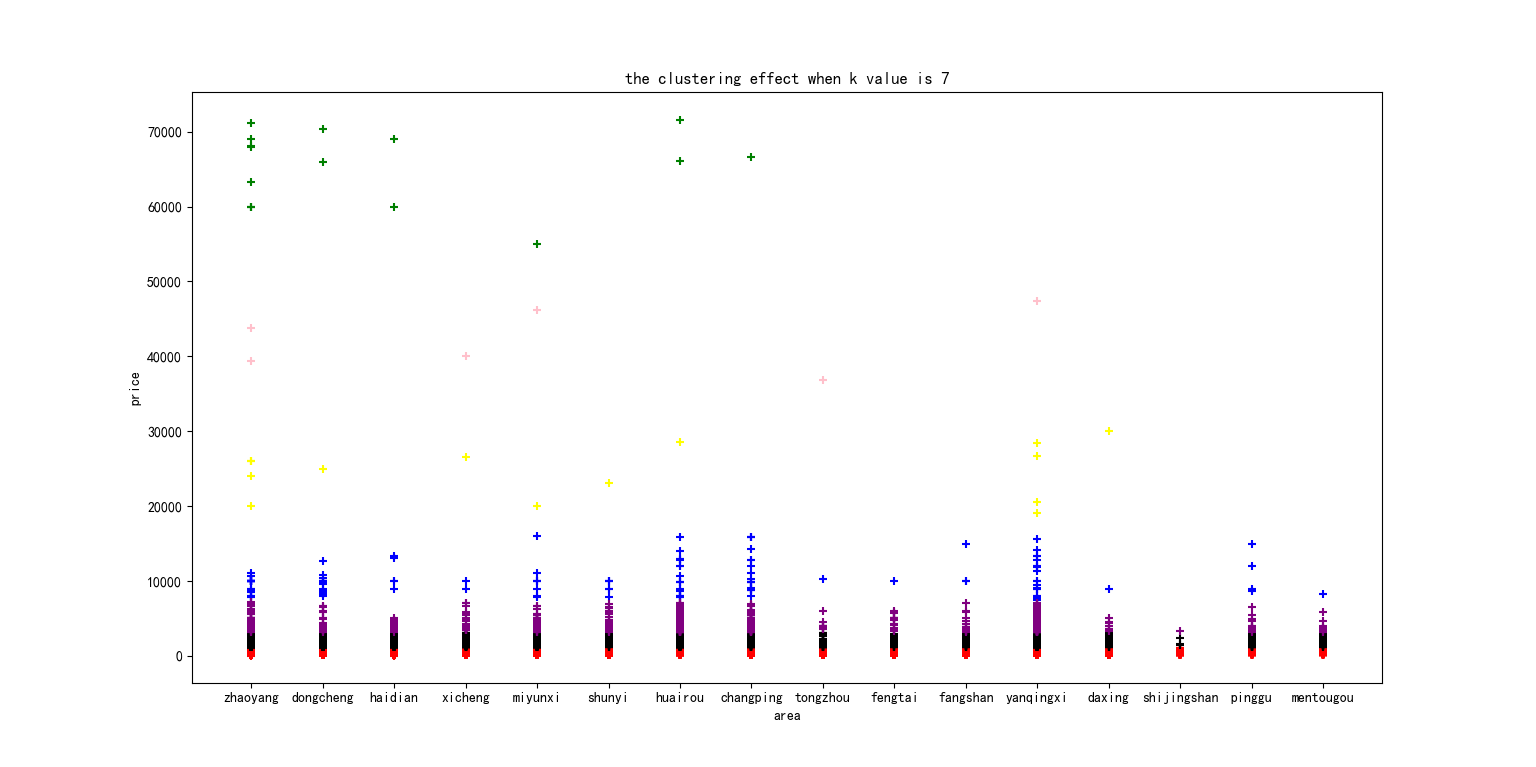 the clustering effect when k value is 7
70000
60000
50000
40000
30000
20000
10000
0
price
zhaoyang dongcheng haidian xicheng miyunxi shunyi huairou changping tongzhou fengtai fangshan yanqingxi daxing shijingshan pinggu mentougou
area